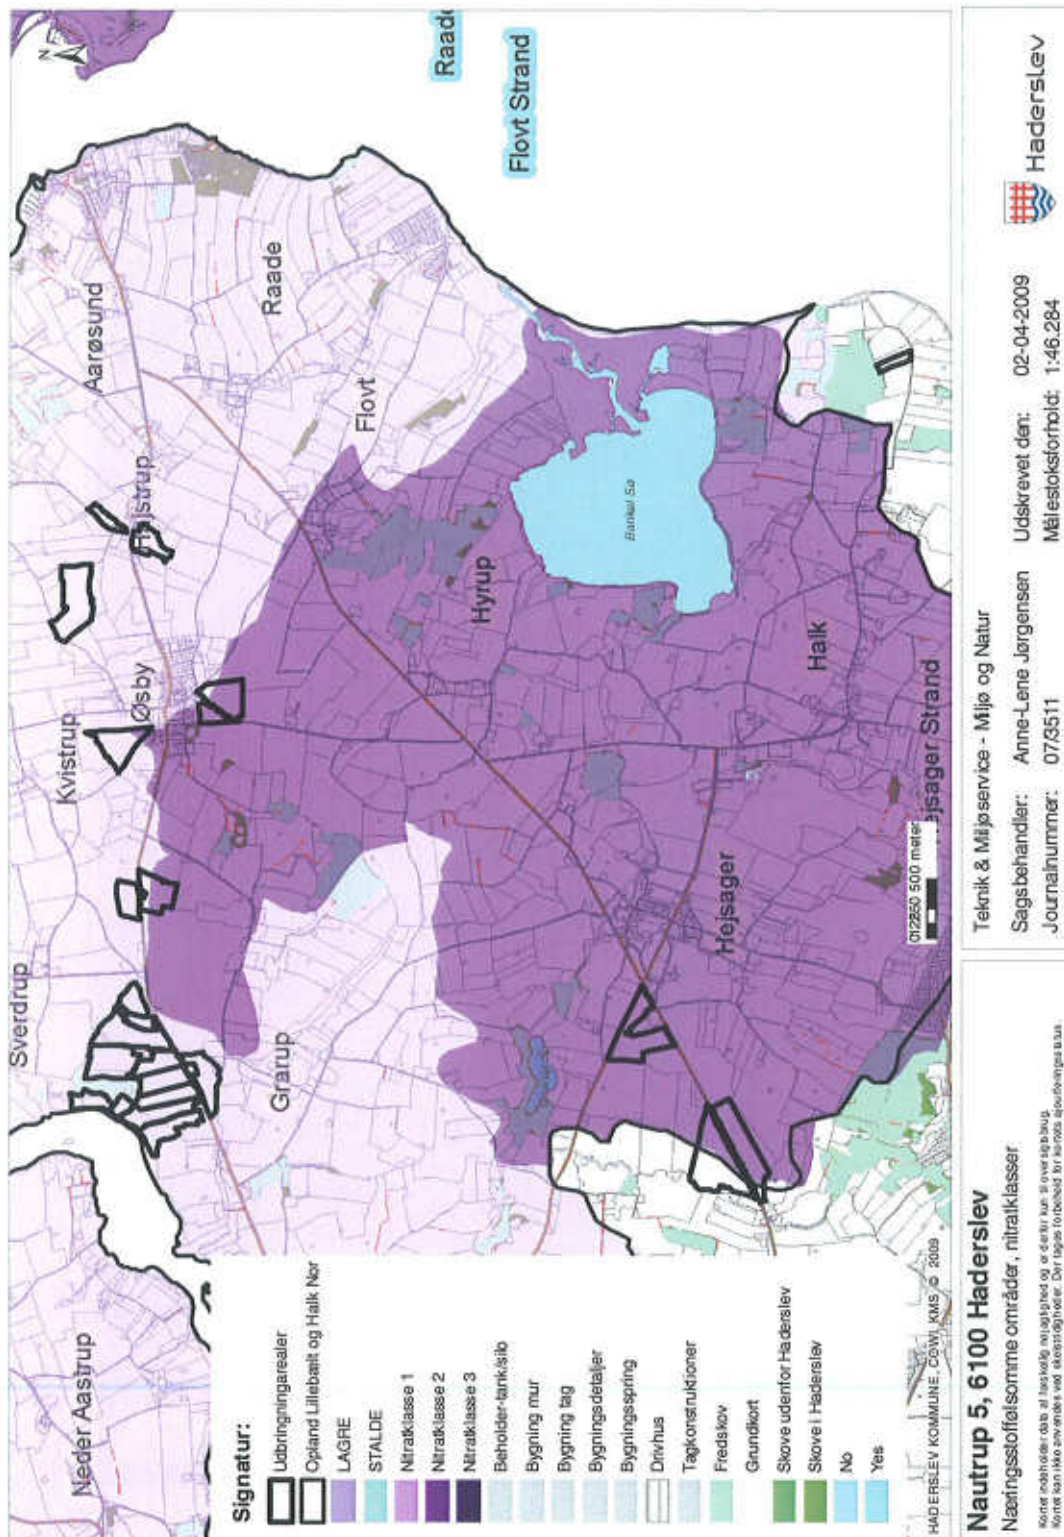 Neder Aastrup
Sverdrup
Kvistrup
Øsby
Aarøsund
Raade
Raade
Flovt Strand
Flovt
Grarup
Hyrup
Bankel Sø
Hejsager
Halk
ejsager Strand
500 meter
Signatur:
Udbringningarealer
Opland Lillebælt og Halk Nor
LAGRE
STALDE
Nitratklasse 1
Nitratklasse 2
Nitratklasse 3
Beholder-tank/silo
Bygning mur
Bygning tag
Bygningsdetaljer
Bygningsspring
Drivhus
Tagkonstruktioner
Fredskov
Grundkort
Skove udenfor Haderslev
Skove i Haderslev
No
Yes
HADERSLEV KOMMUNE, COWI, KMS © 2009
Nautrup 5, 6100 Haderslev
Næringsstoffølsomme områder, nitratklasser
Teknik & Miljøservice - Miljø og Natur
Sagsbehandler: Anne-Lene Jørgensen
Udskrevet den: 02-04-2009
Journalnummer: 07/3511
Målestoksforhold: 1:46.284
Haderslev
N